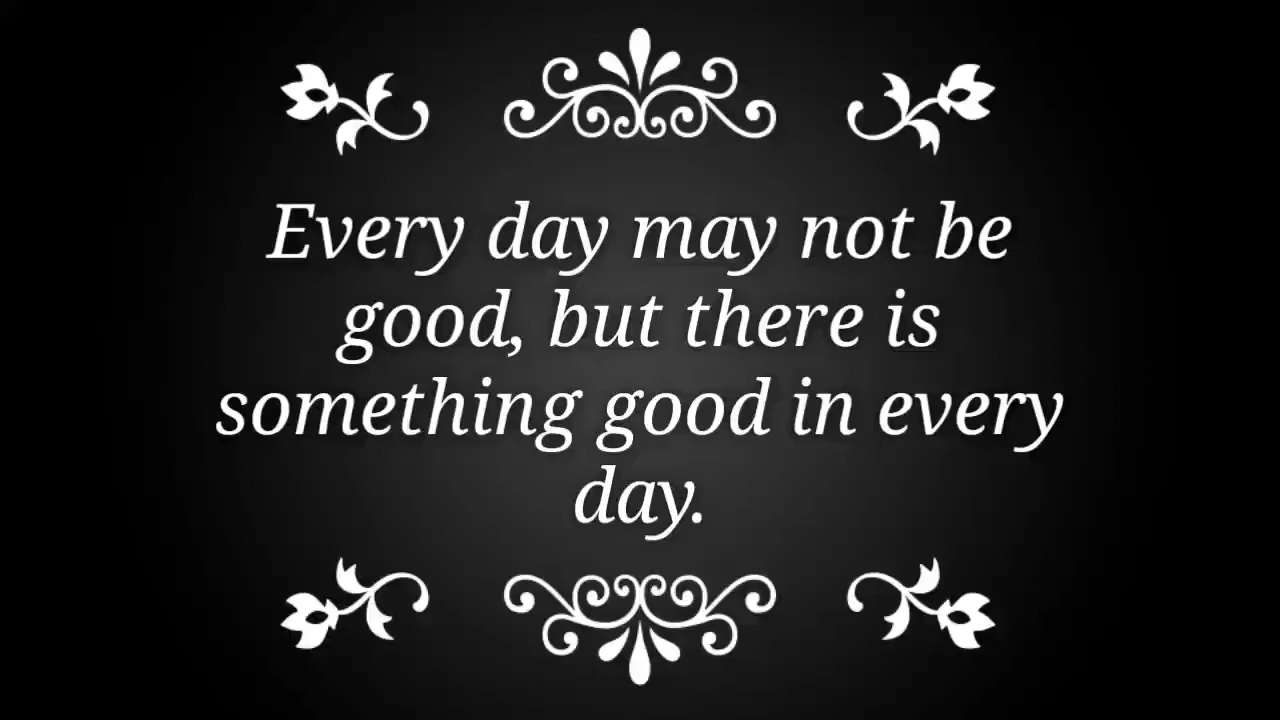 Every day may not be
good, but there is
something good in every
day.